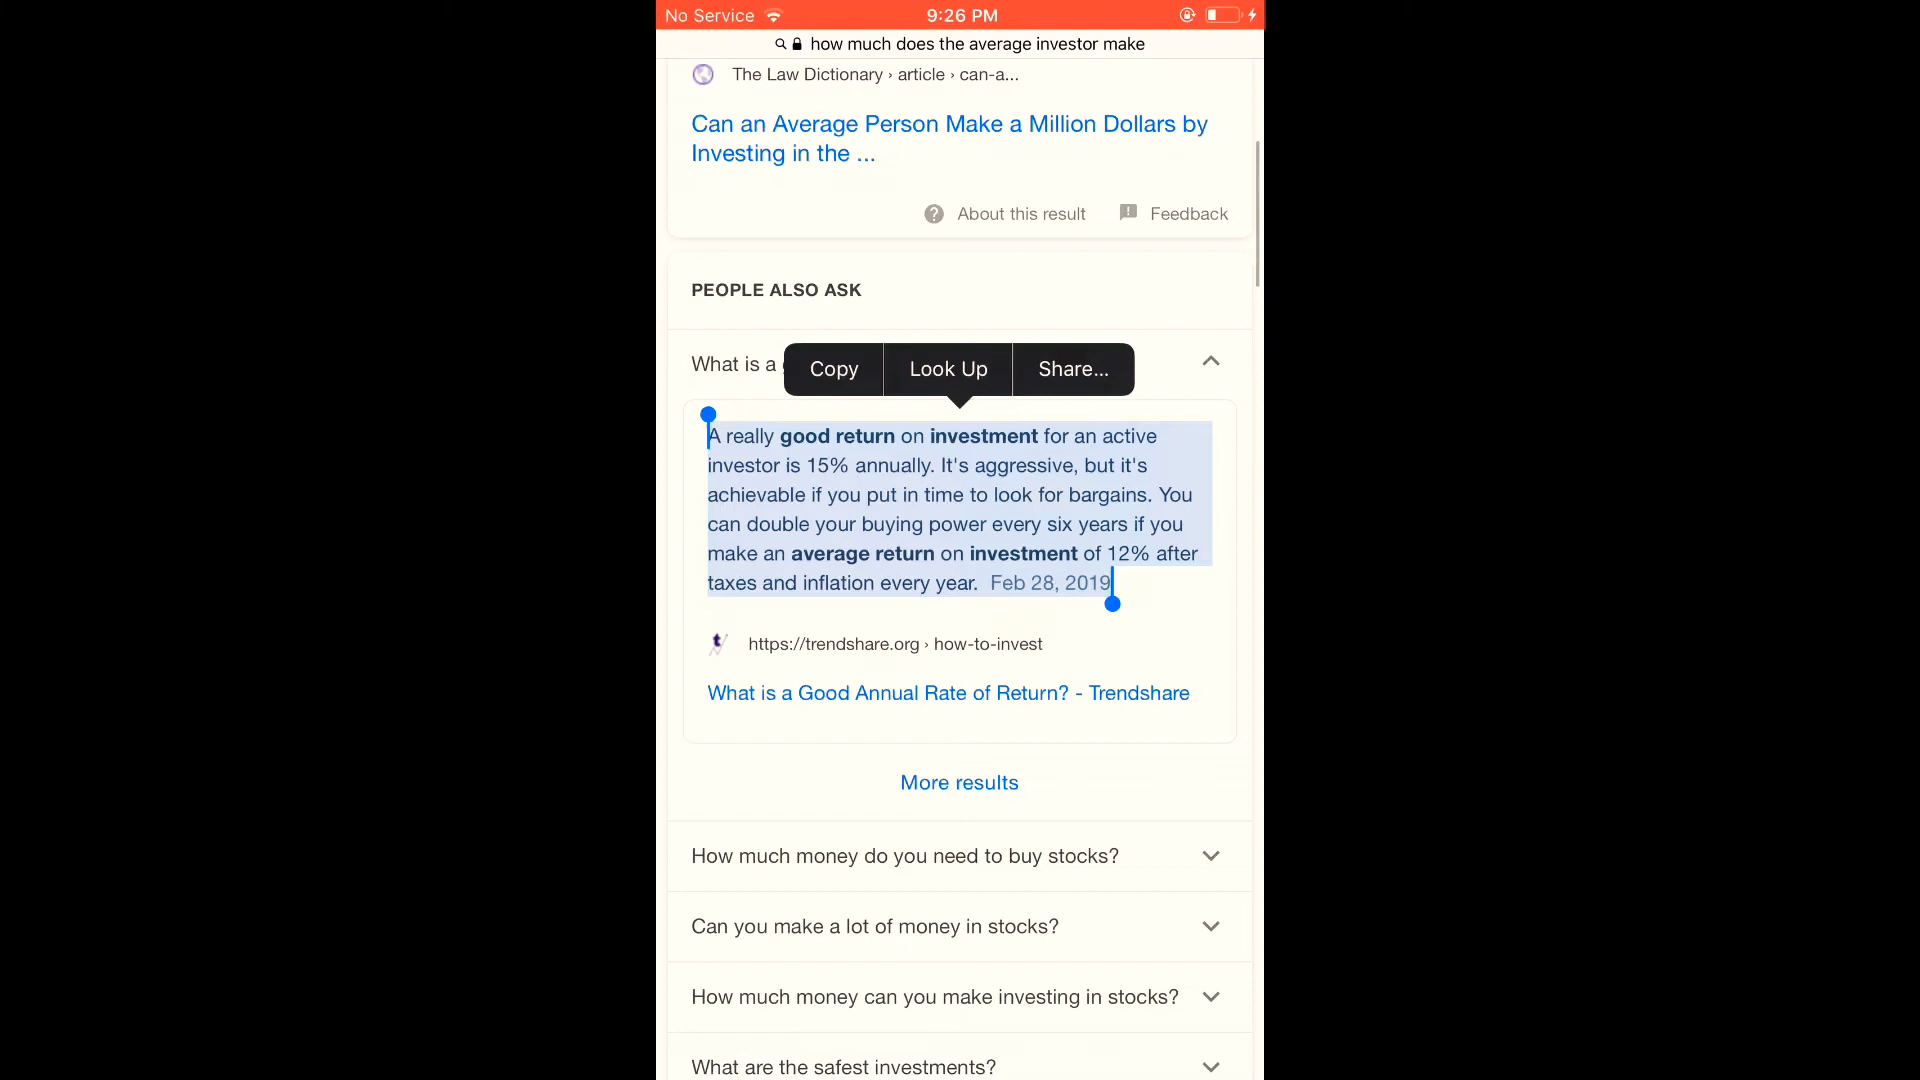 No Service
9:26 PM
how much does the average investor make
The Law Dictionary › article › can-a...
Can an Average Person Make a Million Dollars by
Investing in the ...
About this result
Feedback
PEOPLE ALSO ASK
What is a
Copy
Look Up
Share...
A really good return on investment for an active
investor is 15% annually. It's aggressive, but it's
achievable if you put in time to look for bargains. You
can double your buying power every six years if you
make an average return on investment of 12% after
taxes and inflation every year. Feb 28, 2019
https://trendshare.org › how-to-invest
What is a Good Annual Rate of Return? - Trendshare
More results
How much money do you need to buy stocks?
Can you make a lot of money in stocks?
How much money can you make investing in stocks?
What are the safest investments?